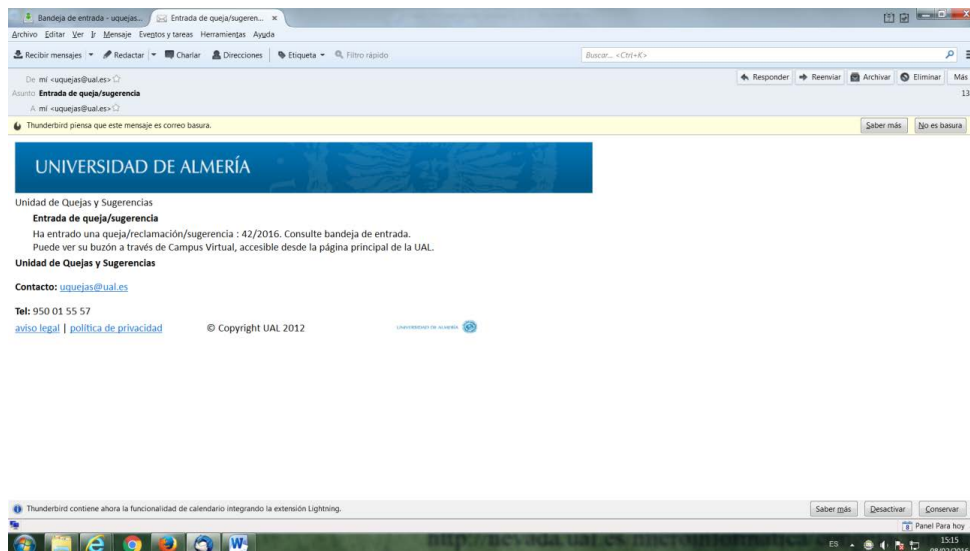 Bandeja de entrada - uquejas... Entrada de queja/sugeren... ×
Archivo Editar Ver Ir Mensaje Eventos y tareas Herramientas Ayuda
Recibir mensajes Redactar Charlar Direcciones Etiqueta Filtro rápido Buscar... <Ctrl+K>
De mí <uquejas@ual.es> Responder Reenviar Archivar Eliminar Más
Asunto Entrada de queja/sugerencia 13
A mí <uquejas@ual.es>
Thunderbird piensa que este mensaje es correo basura. Saber más No es basura
UNIVERSIDAD DE ALMERÍA
Unidad de Quejas y Sugerencias
Entrada de queja/sugerencia
Ha entrado una queja/reclamación/sugerencia : 42/2016. Consulte bandeja de entrada.
Puede ver su buzón a través de Campus Virtual, accesible desde la página principal de la UAL.
Unidad de Quejas y Sugerencias
Contacto: uquejas@ual.es
Tel: 950 01 55 57
aviso legal | política de privacidad © Copyright UAL 2012 UNIVERSIDAD DE ALMERÍA
Thunderbird contiene ahora la funcionalidad de calendario integrando la extensión Lightning. Saber más Desactivar Conservar
Panel Para hoy
ES 15:15
08/02/2016